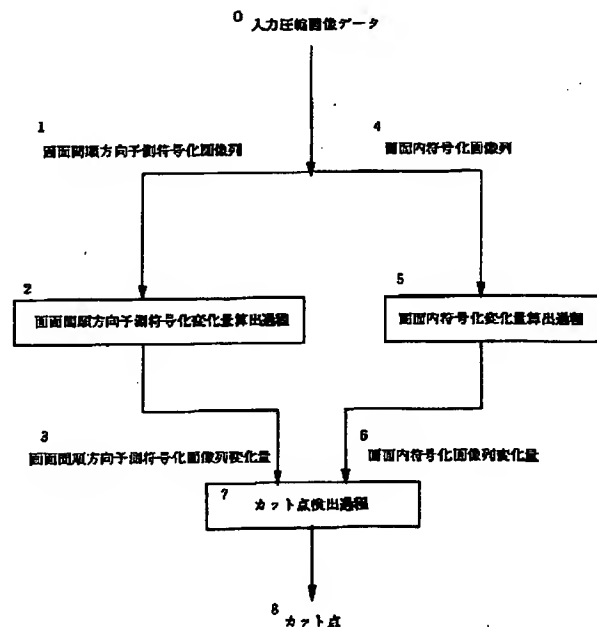 0 入力圧縮画像データ
1
画面間順方向予測符号化画像列
4
画面内符号化画像列
2
画面間順方向予測符号化変化量算出過程
5
画面内符号化変化量算出過程
3
画面間順方向予測符号化画像列変化量
6
画面内符号化画像列変化量
7
カット点検出過程
8 カット点